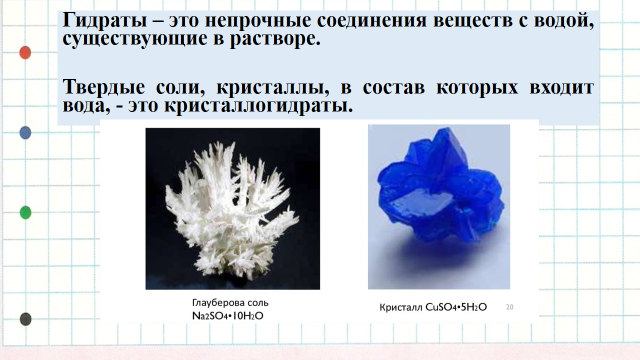 Гидраты – это непрочные соединения веществ с водой,
существующие в растворе.
Твердые соли, кристаллы, в состав которых входит
вода, - это кристаллогидраты.
Глауберова соль
Na2SO4•10H2O
Кристалл CuSO4•5H2O
20